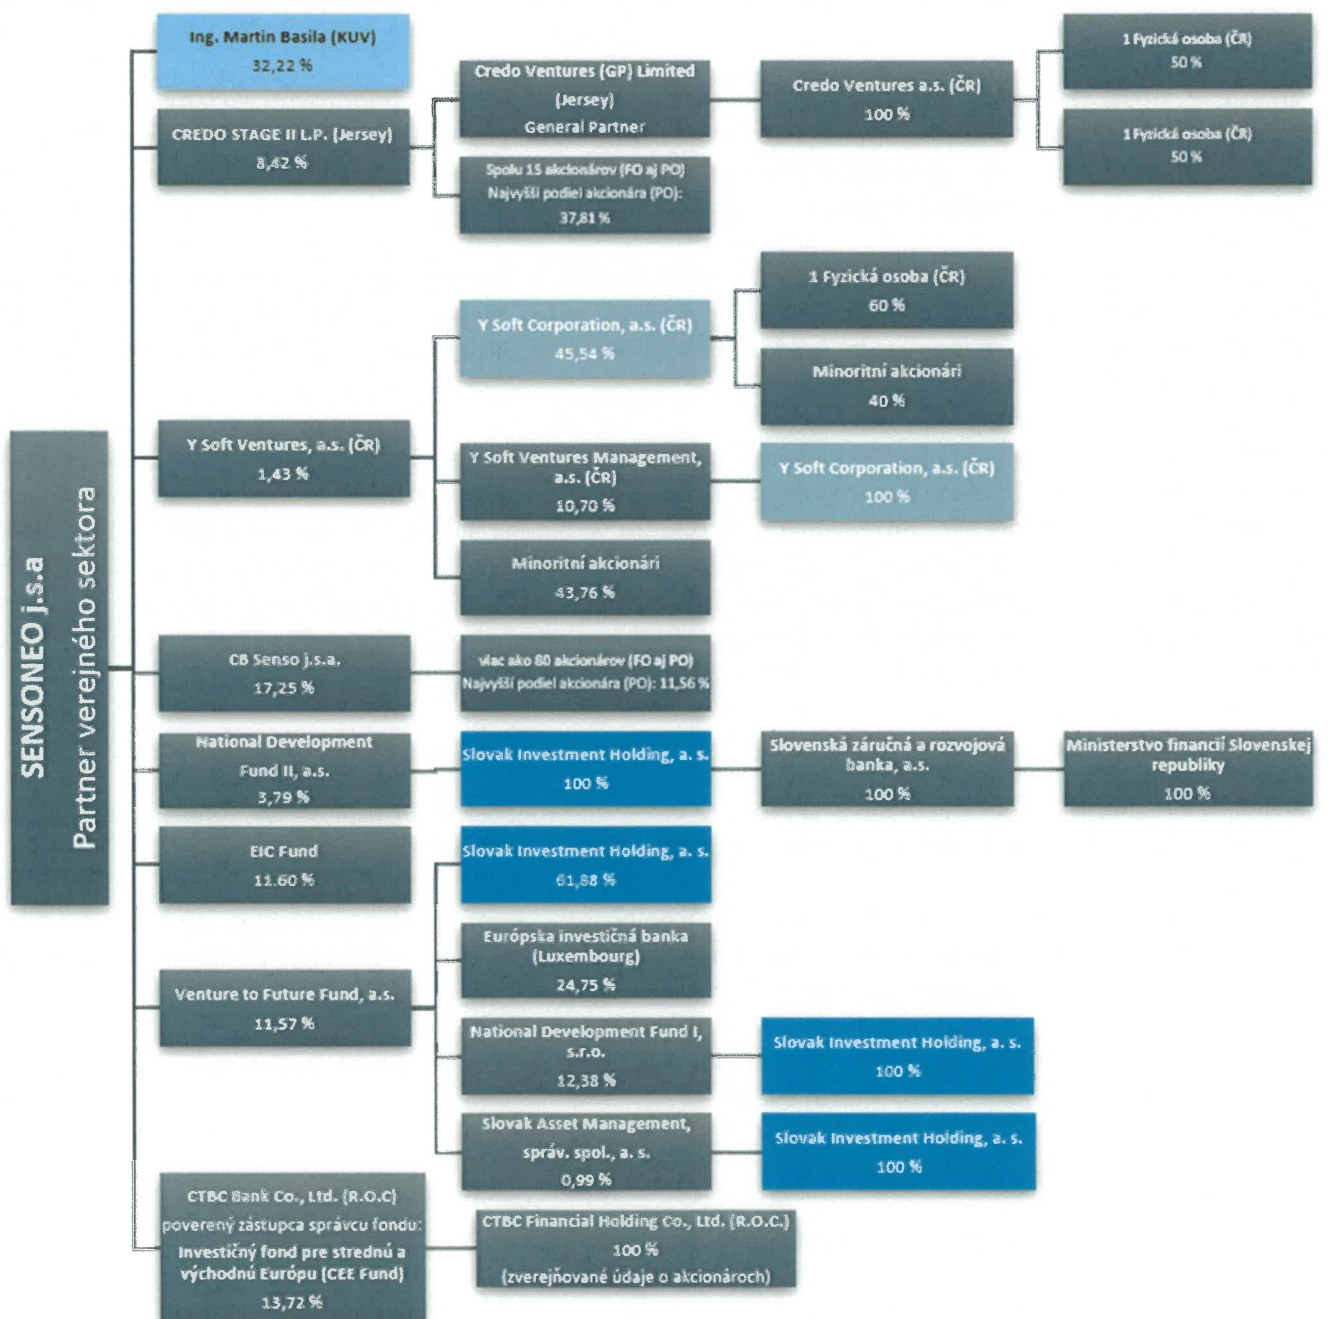 SENSONEO j.s.a
Partner verejného sektora
Ing. Martin Basila (KUV)
32,22 %
CREDO STAGE II L.P. (Jersey)
8,42 %
Credo Ventures (GP) Limited
(Jersey)
General Partner
Credo Ventures a.s. (ČR)
100 %
1 Fyzická osoba (ČR)
50 %
1 Fyzická osoba (ČR)
50 %
Spolu 15 akcionárov (FO aj PO)
Najvyšší podiel akcionára (PO):
37,81 %
Y Soft Ventures, a.s. (ČR)
1,43 %
Y Soft Corporation, a.s. (ČR)
45,54 %
1 Fyzická osoba (ČR)
60 %
Minoritní akcionári
40 %
Y Soft Ventures Management,
a.s. (ČR)
10,70 %
Y Soft Corporation, a.s. (ČR)
100 %
Minoritní akcionári
43,76 %
CB Senso j.s.a.
17,25 %
viac ako 80 akcionárov (FO aj PO)
Najvyšší podiel akcionára (PO): 11,56 %
National Development
Fund II, a.s.
3,79 %
Slovak Investment Holding, a. s.
100 %
Slovenská záručná a rozvojová
banka, a.s.
100 %
Ministerstvo financií Slovenskej
republiky
100 %
EIC Fund
11.60 %
Venture to Future Fund, a.s.
11,57 %
Slovak Investment Holding, a. s.
61,88 %
Európska investičná banka
(Luxembourg)
24,75 %
National Development Fund I,
s.r.o.
12,38 %
Slovak Investment Holding, a. s.
100 %
Slovak Asset Management,
správ. spol., a. s.
0,99 %
Slovak Investment Holding, a. s.
100 %
CTBC Bank Co., Ltd. (R.O.C)
poverený zástupca správcu fondu:
Investičný fond pre strednú a
východnú Európu (CEE Fund)
13,72 %
CTBC Financial Holding Co., Ltd. (R.O.C.)
100 %
(zverejňované údaje o akcionároch)